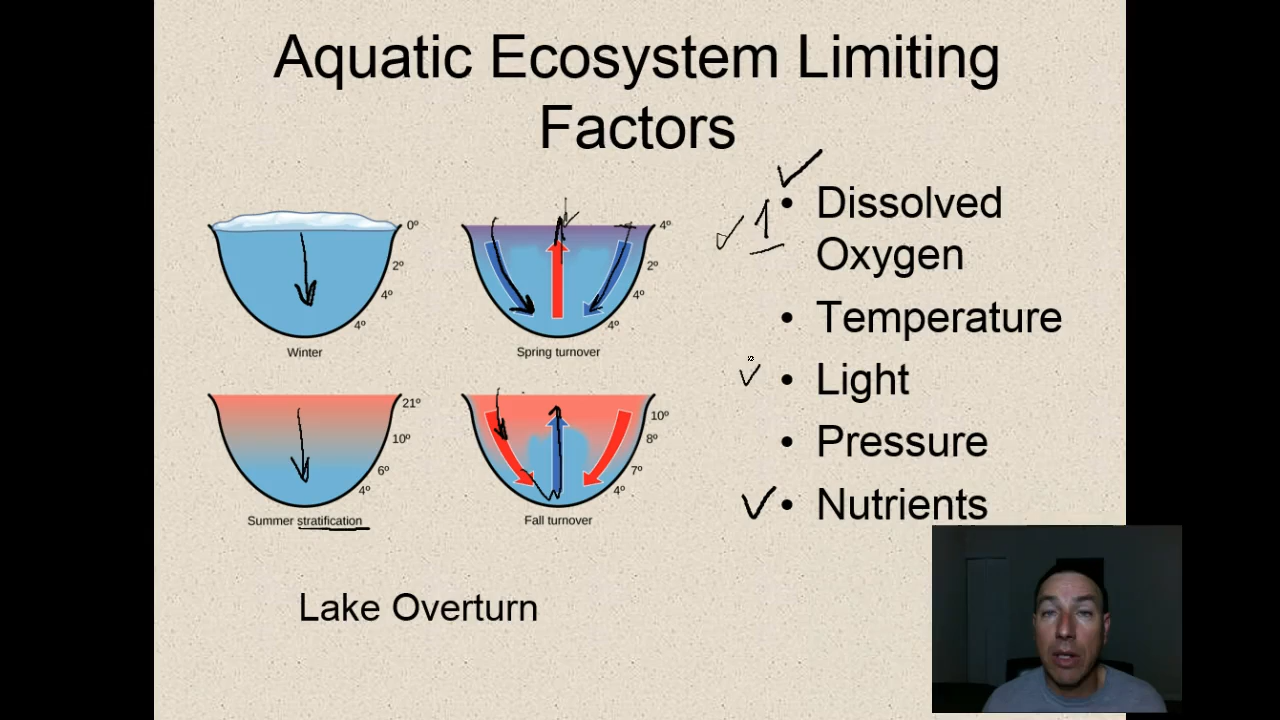 Aquatic Ecosystem Limiting
Factors
0º
2º
4º
4º
Winter
4º
2º
4º
4º
Spring turnover
21º
10º
6º
4º
Summer stratification
10º
8º
7º
4º
Fall turnover
Lake Overturn
1
• Dissolved
Oxygen
• Temperature
• Light
• Pressure
• Nutrients